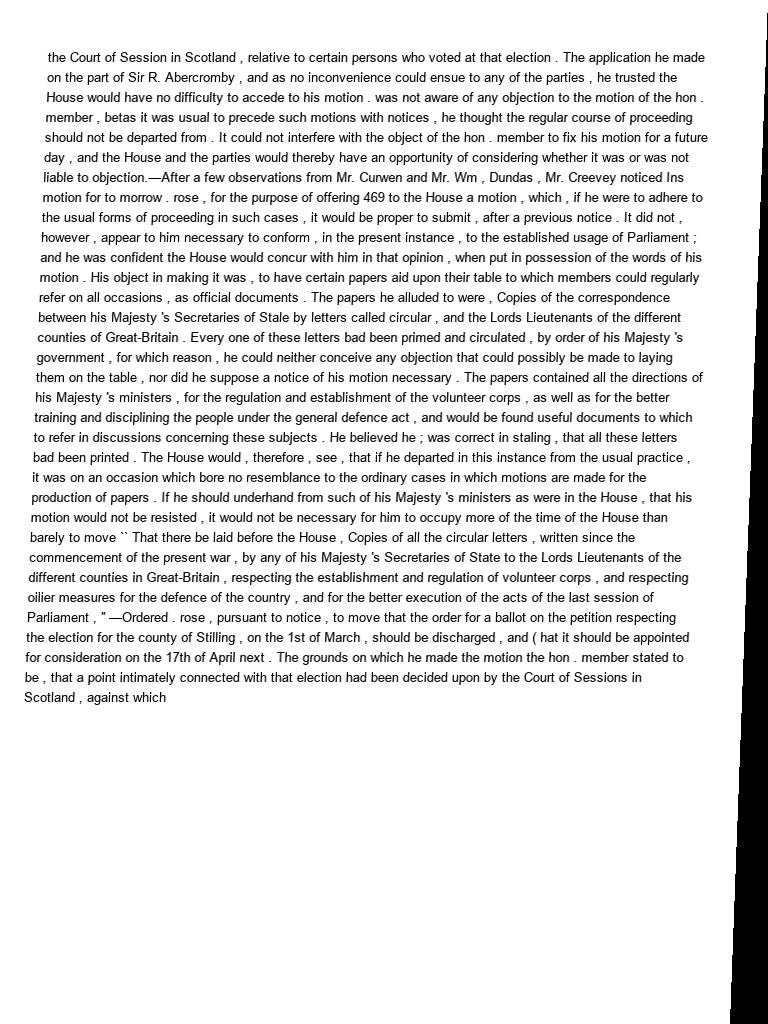 the Court of Session in Scotland , relative to certain persons who voted at that election . The application he made
on the part of Sir R. Abercromby , and as no inconvenience could ensue to any of the parties , he trusted the
House would have no difficulty to accede to his motion . was not aware of any objection to the motion of the hon .
member , betas it was usual to precede such motions with notices , he thought the regular course of proceeding
should not be departed from . It could not interfere with the object of the hon . member to fix his motion for a future
day , and the House and the parties would thereby have an opportunity of considering whether it was or was not
liable to objection.—After a few observations from Mr. Curwen and Mr. Wm , Dundas , Mr. Creevey noticed Ins
motion for to morrow . rose , for the purpose of offering 469 to the House a motion , which , if he were to adhere to
the usual forms of proceeding in such cases , it would be proper to submit , after a previous notice . It did not ,
however , appear to him necessary to conform , in the present instance , to the established usage of Parliament ;
and he was confident the House would concur with him in that opinion , when put in possession of the words of his
motion . His object in making it was , to have certain papers aid upon their table to which members could regularly
refer on all occasions , as official documents . The papers he alluded to were , Copies of the correspondence
between his Majesty 's Secretaries of Stale by letters called circular , and the Lords Lieutenants of the different
counties of Great-Britain . Every one of these letters bad been primed and circulated , by order of his Majesty 's
government , for which reason , he could neither conceive any objection that could possibly be made to laying
them on the table , nor did he suppose a notice of his motion necessary . The papers contained all the directions of
his Majesty 's ministers , for the regulation and establishment of the volunteer corps , as well as for the better
training and disciplining the people under the general defence act , and would be found useful documents to which
to refer in discussions concerning these subjects . He believed he ; was correct in staling , that all these letters
bad been printed . The House would , therefore , see , that if he departed in this instance from the usual practice ,
it was on an occasion which bore no resemblance to the ordinary cases in which motions are made for the
production of papers . If he should underhand from such of his Majesty 's ministers as were in the House , that his
motion would not be resisted , it would not be necessary for him to occupy more of the time of the House than
barely to move `` That there be laid before the House , Copies of all the circular letters , written since the
commencement of the present war , by any of his Majesty 's Secretaries of State to the Lords Lieutenants of the
different counties in Great-Britain , respecting the establishment and regulation of volunteer corps , and respecting
oilier measures for the defence of the country , and for the better execution of the acts of the last session of
Parliament , " —Ordered . rose , pursuant to notice , to move that the order for a ballot on the petition respecting
the election for the county of Stilling , on the 1st of March , should be discharged , and ( hat it should be appointed
for consideration on the 17th of April next . The grounds on which he made the motion the hon . member stated to
be , that a point intimately connected with that election had been decided upon by the Court of Sessions in
Scotland , against which